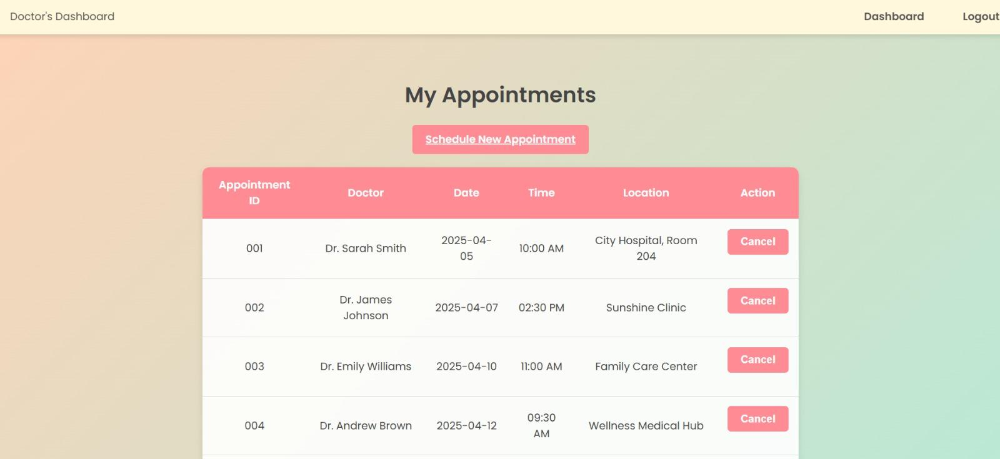 Doctor's Dashboard Dashboard Logout
My Appointments
Schedule New Appointment
Appointment ID Doctor Date Time Location Action
001 Dr. Sarah Smith 2025-04-05 10:00 AM City Hospital, Room 204 Cancel
002 Dr. James Johnson 2025-04-07 02:30 PM Sunshine Clinic Cancel
003 Dr. Emily Williams 2025-04-10 11:00 AM Family Care Center Cancel
004 Dr. Andrew Brown 2025-04-12 09:30 AM Wellness Medical Hub Cancel